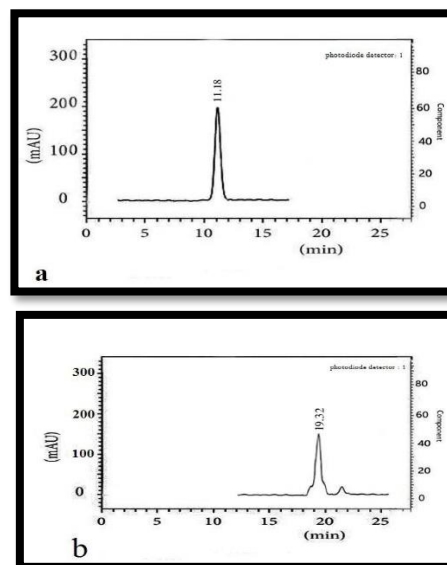 300
200
100
0
(mAU)
photodiode detector: 1
11.18
80
60
40
20
0
Component
0 5 10 15 20 25
(min)
a
300
200
100
0
(mAU)
photodiode detector : 1
19.32
80
60
40
20
0
Component
0 5 10 15 20 25
(min)
b